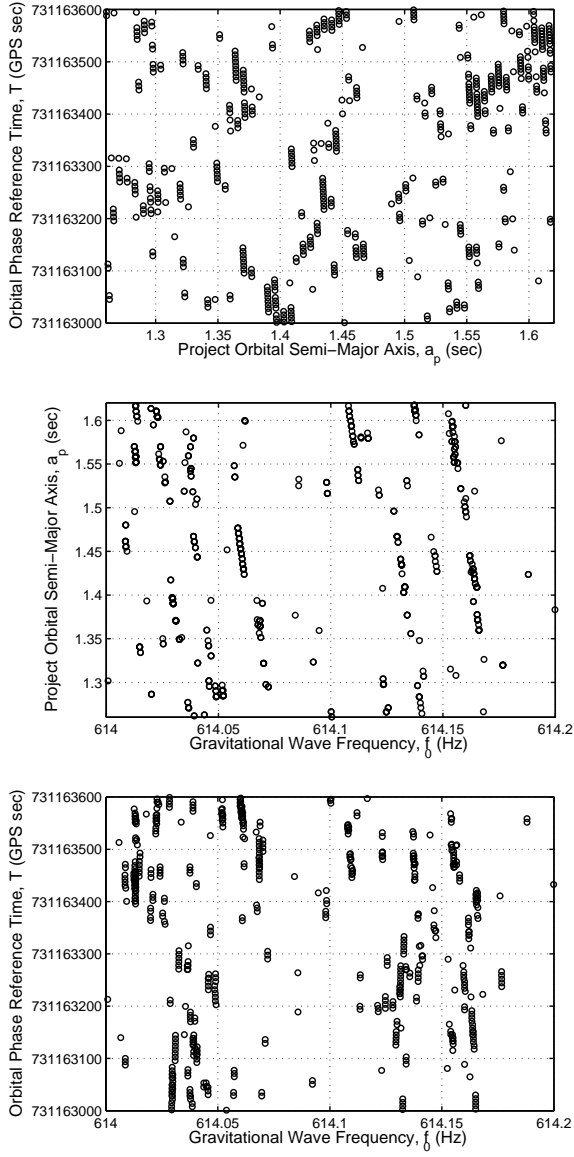 Orbital Phase Reference Time, T (GPS sec)
731163600
731163500
731163400
731163300
731163200
731163100
731163000
1.3 1.35 1.4 1.45 1.5 1.55 1.6
Project Orbital Semi−Major Axis, a_p (sec)
Project Orbital Semi−Major Axis, a_p (sec)
1.6
1.55
1.5
1.45
1.4
1.35
1.3
614 614.05 614.1 614.15 614.2
Gravitational Wave Frequency, f_0 (Hz)
Orbital Phase Reference Time, T (GPS sec)
731163600
731163500
731163400
731163300
731163200
731163100
731163000
614 614.05 614.1 614.15 614.2
Gravitational Wave Frequency, f_0 (Hz)